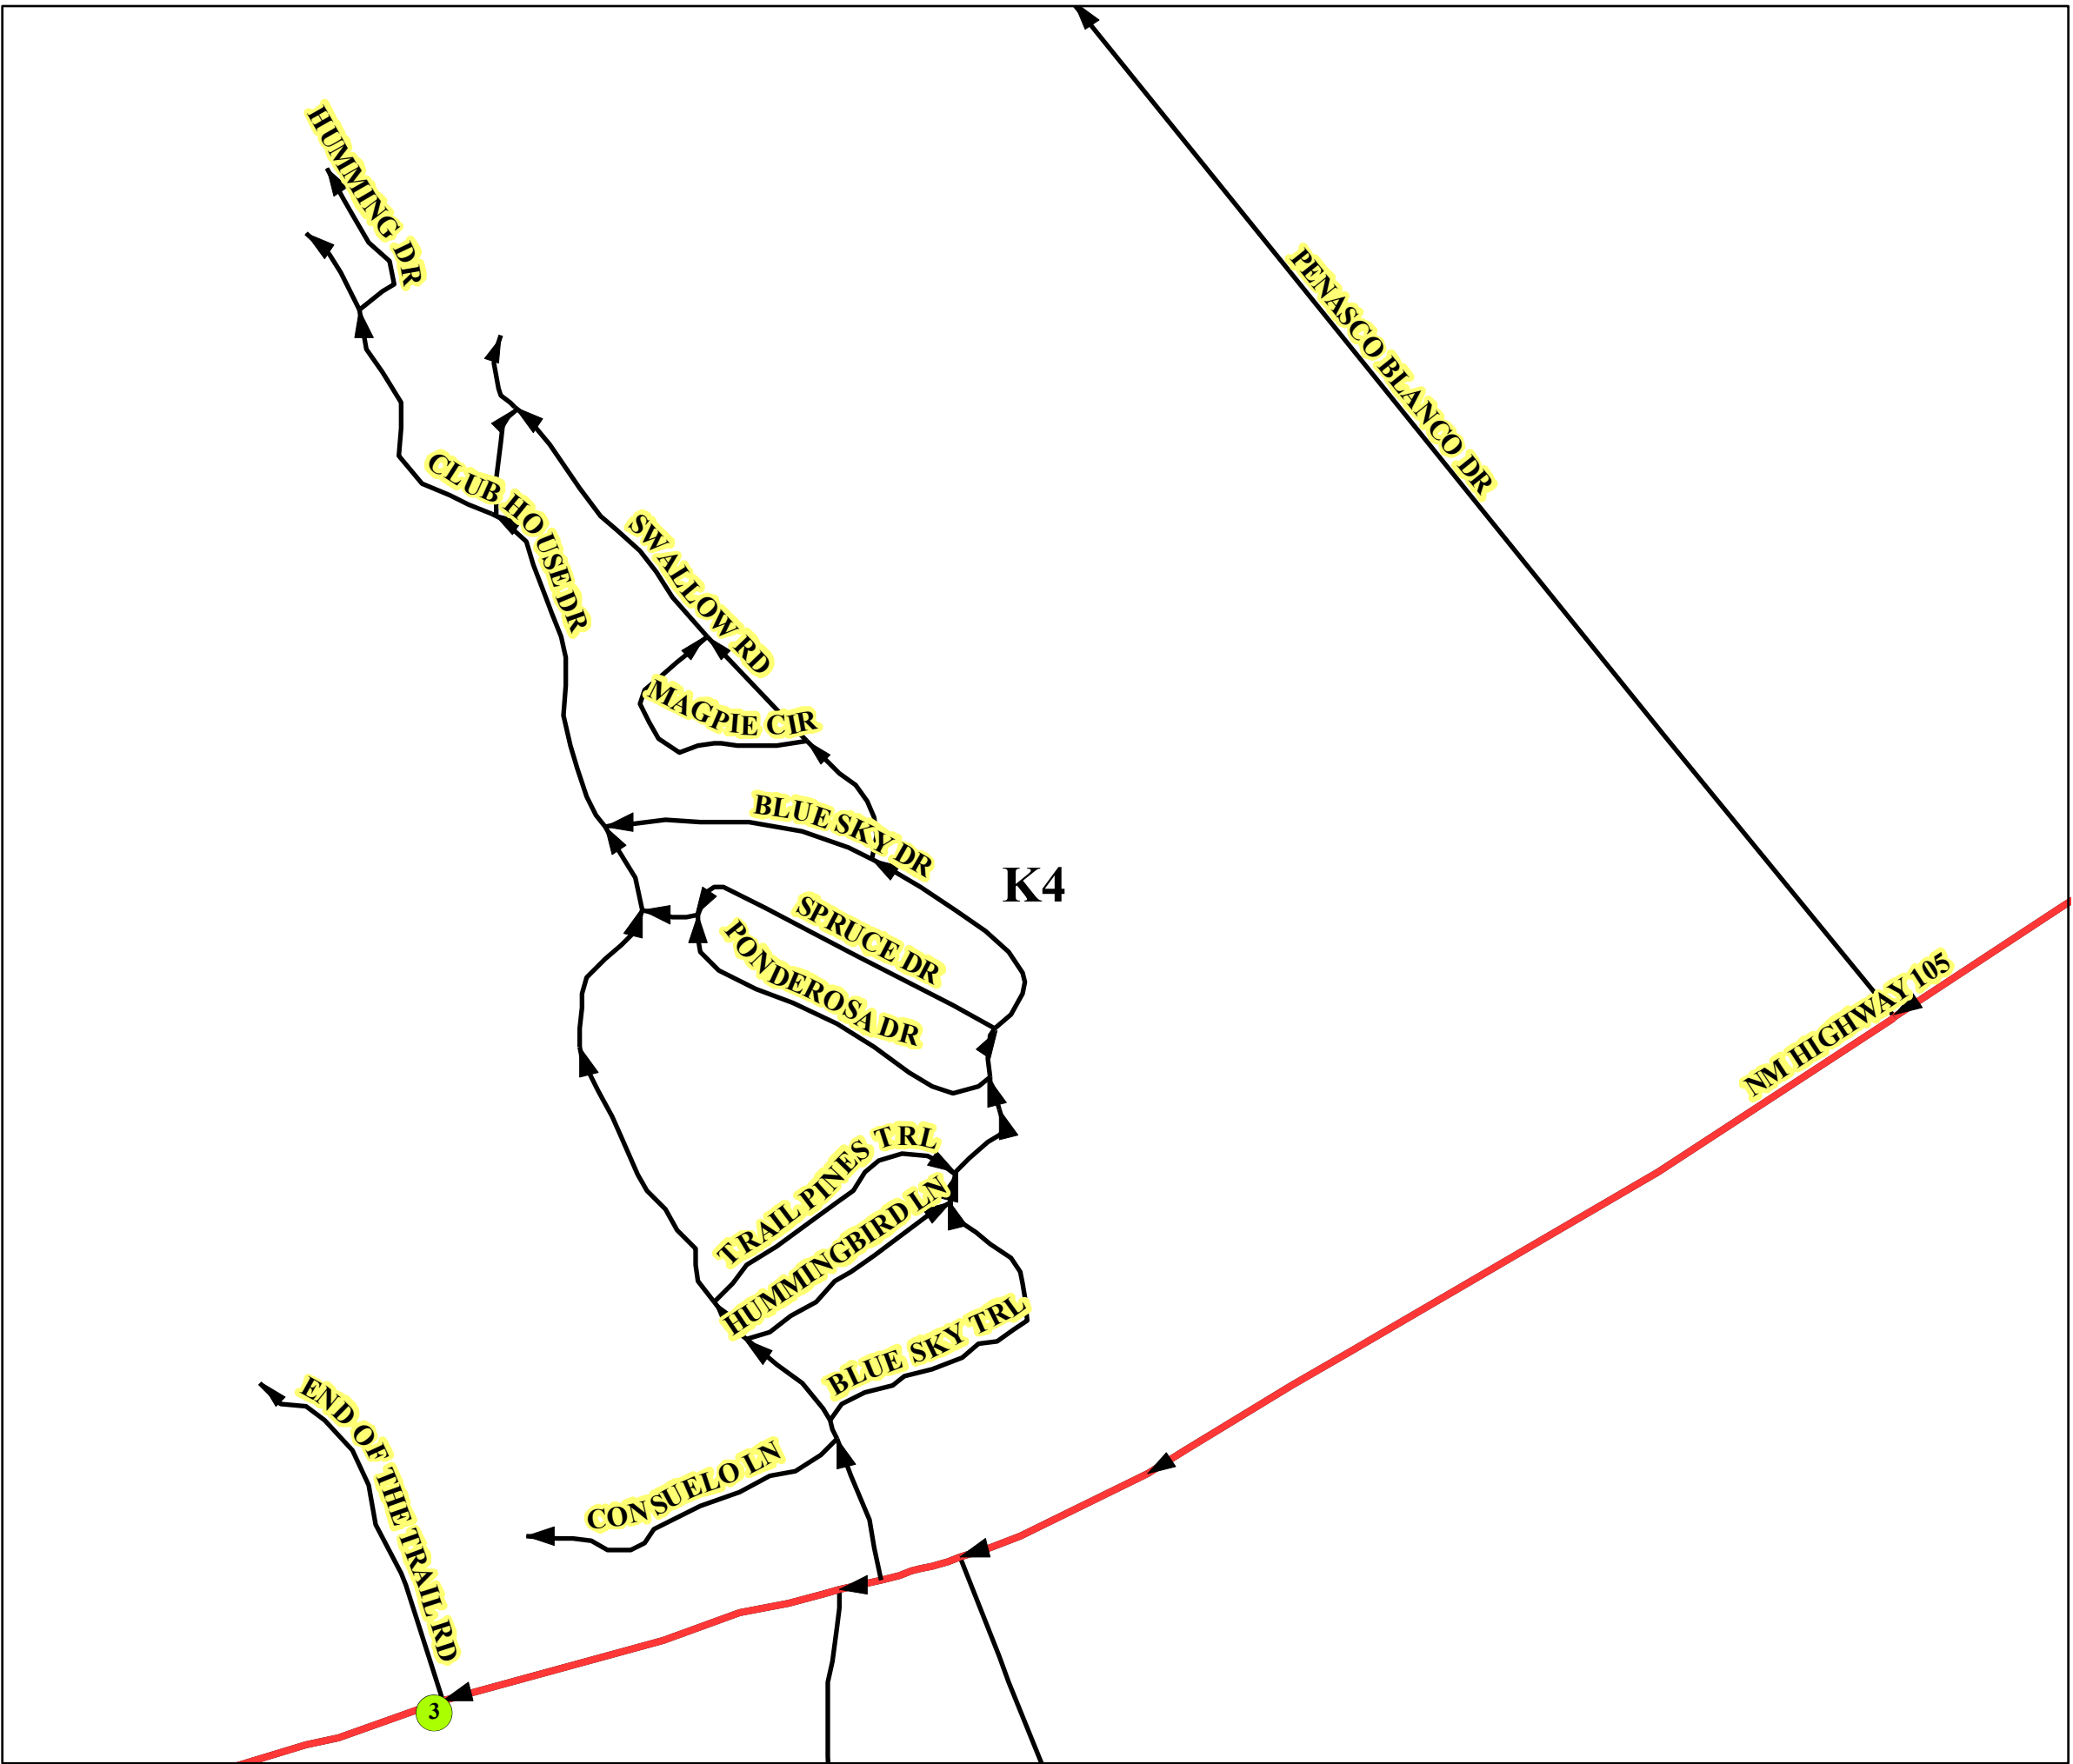 HUMMING DR
PENASCO BLANCO DR
CLUB HOUSE DR
SWALLOW RD
MAGPIE CIR
BLUE SKY DR
K4
SPRUCE DR
PONDEROSA DR
NM HIGHWAY 105
TRAIL PINES TRL
HUMMINGBIRD LN
BLUE SKY TRL
END OF THE TRAIL RD
CONSUELO LN
3